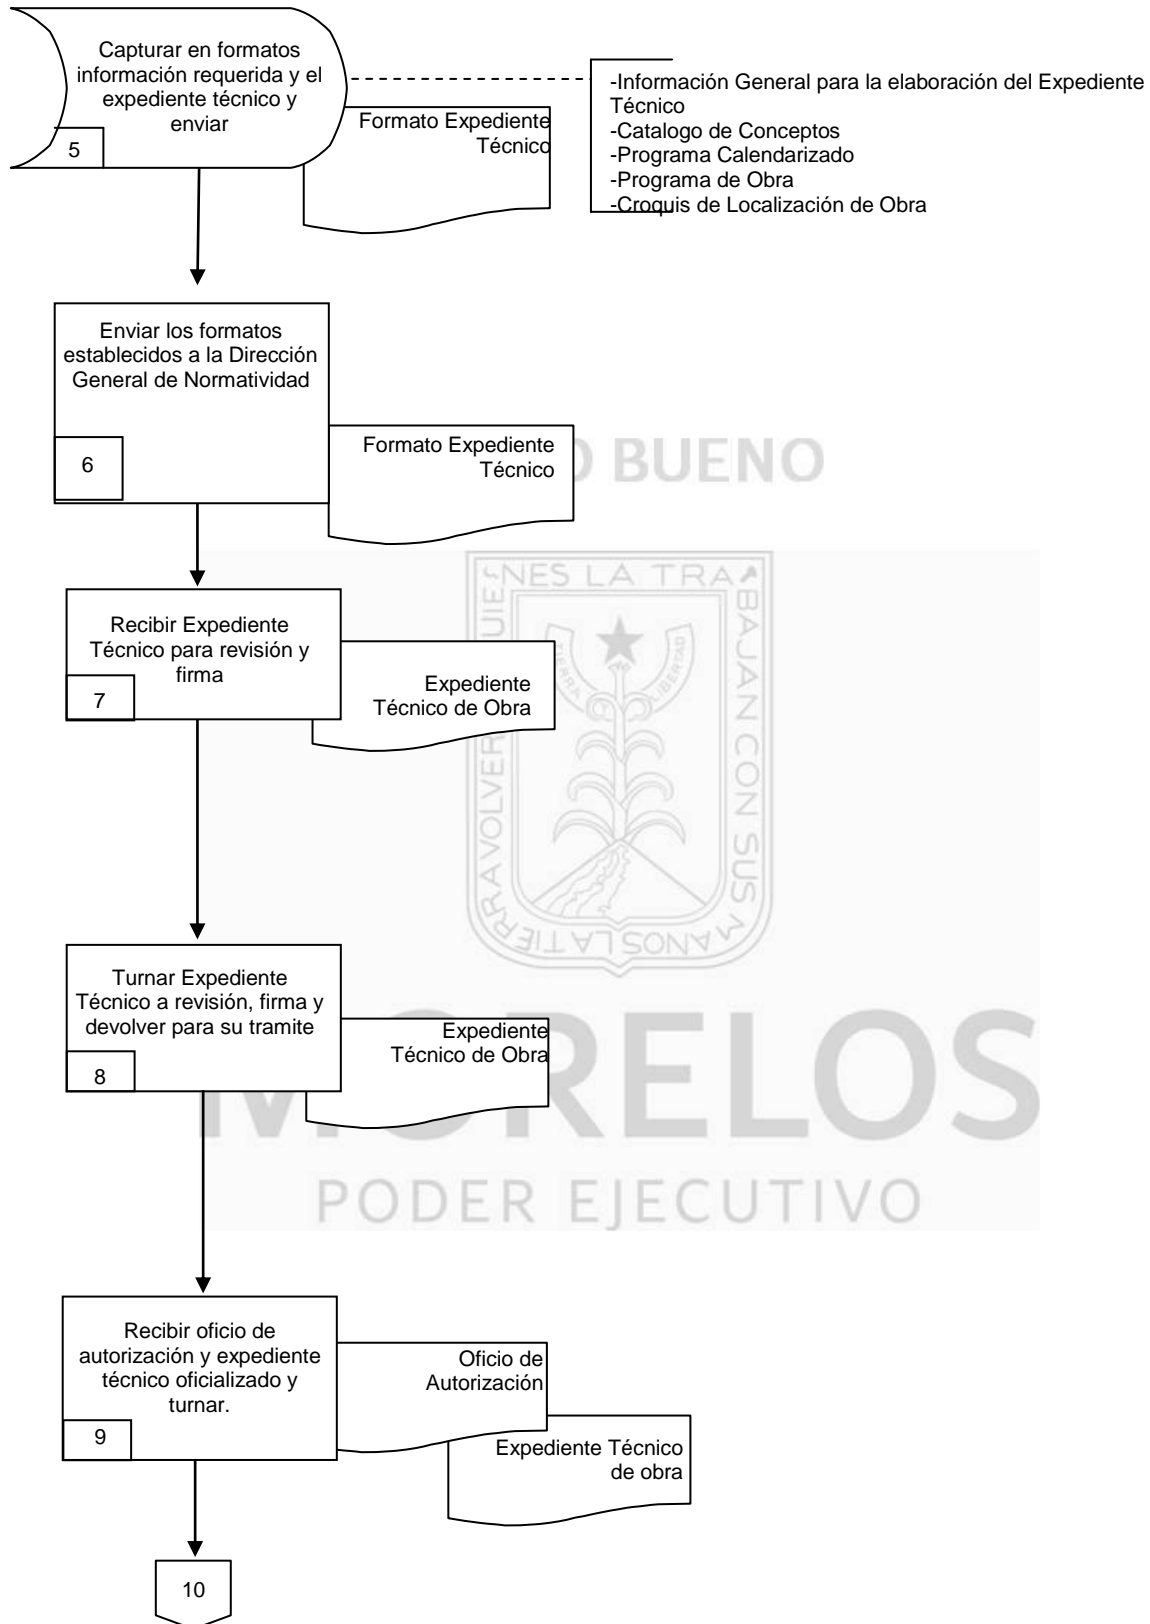 Capturar en formatos
información requerida y el
expediente técnico y
enviar
5
Formato Expediente
Técnico
-Información General para la elaboración del Expediente
Técnico
-Catalogo de Conceptos
-Programa Calendarizado
-Programa de Obra
-Croquis de Localización de Obra
Enviar los formatos
establecidos a la Dirección
General de Normatividad
6
Formato Expediente
Técnico
BUENO
Recibir Expediente
Técnico para revisión y
firma
7
Expediente
Técnico de Obra
TIERRA
LIBERTAD
LA TIERRA VOLVER
NES LA TRABAJAN CON SUS MANOS
Turnar Expediente
Técnico a revisión, firma y
devolver para su tramite
8
Expediente
Técnico de Obra
MORELOS
PODER EJECUTIVO
Recibir oficio de
autorización y expediente
técnico oficializado y
turnar.
9
Oficio de
Autorización
Expediente Técnico
de obra
10